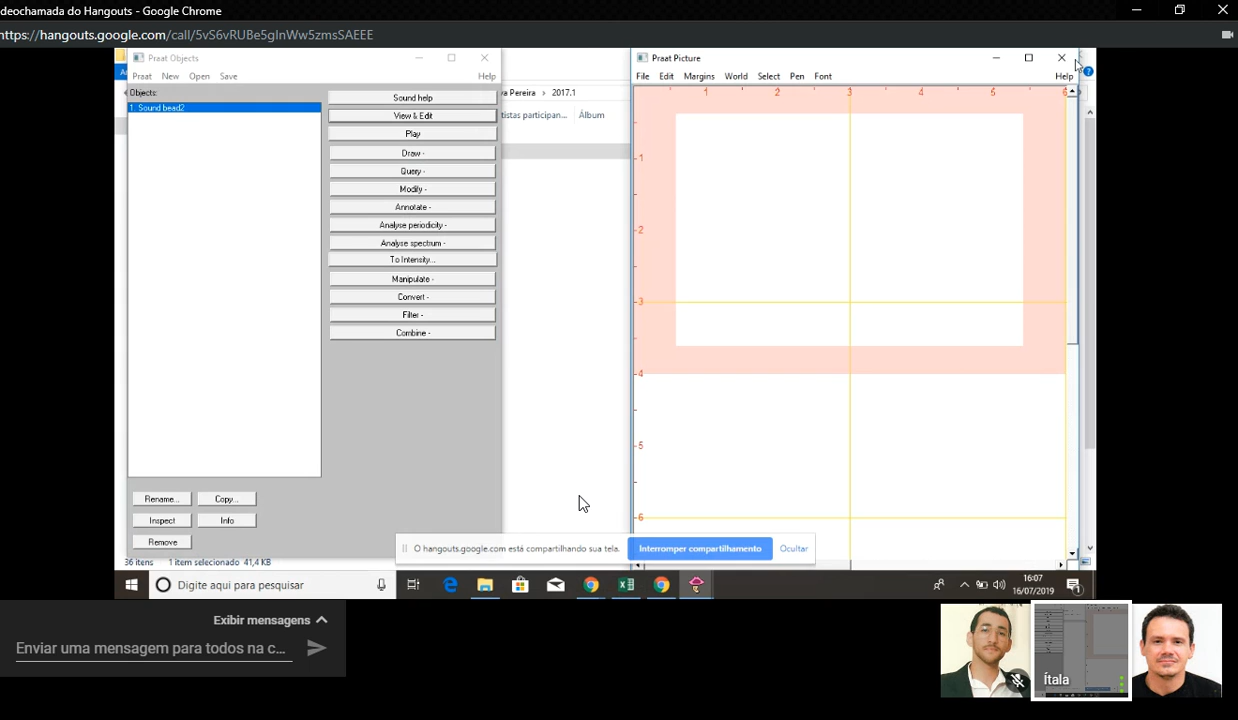 deochamada do Hangouts - Google Chrome
https://hangouts.google.com/call/5vS6vRUBe5gInWw5zmsSAEEE
Praat Objects
Praat New Open Save Help
Objects:
1. Sound bead2
Sound help
View & Edit
Play
Draw -
Query -
Modify -
Annotate -
Analyse periodicity -
Analyse spectrum -
To Intensity...
Manipulate -
Convert -
Filter -
Combine -
Rename... Copy...
Inspect Info
Remove
va Pereira > 2017.1
tistas participan... Álbum
Praat Picture
File Edit Margins World Select Pen Font Help
1 2 3 4 5 6
1
2
3
4
5
6
O hangouts.google.com está compartilhando sua tela. Interromper compartilhamento Ocultar
36 itens 1 item selecionado 41,4 KB
Digite aqui para pesquisar
16:07
16/07/2019
1
Exibir mensagens
Enviar uma mensagem para todos na c...
Ítala